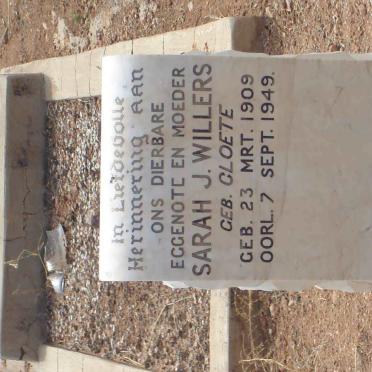 In Liefdevolle
Herinnering aan
ONS DIERBARE
EGGENOTE EN MOEDER
SARAH J. WILLERS
GEB. CLOETE
GEB. 23 MRT. 1909
OORL. 7 SEPT. 1949.